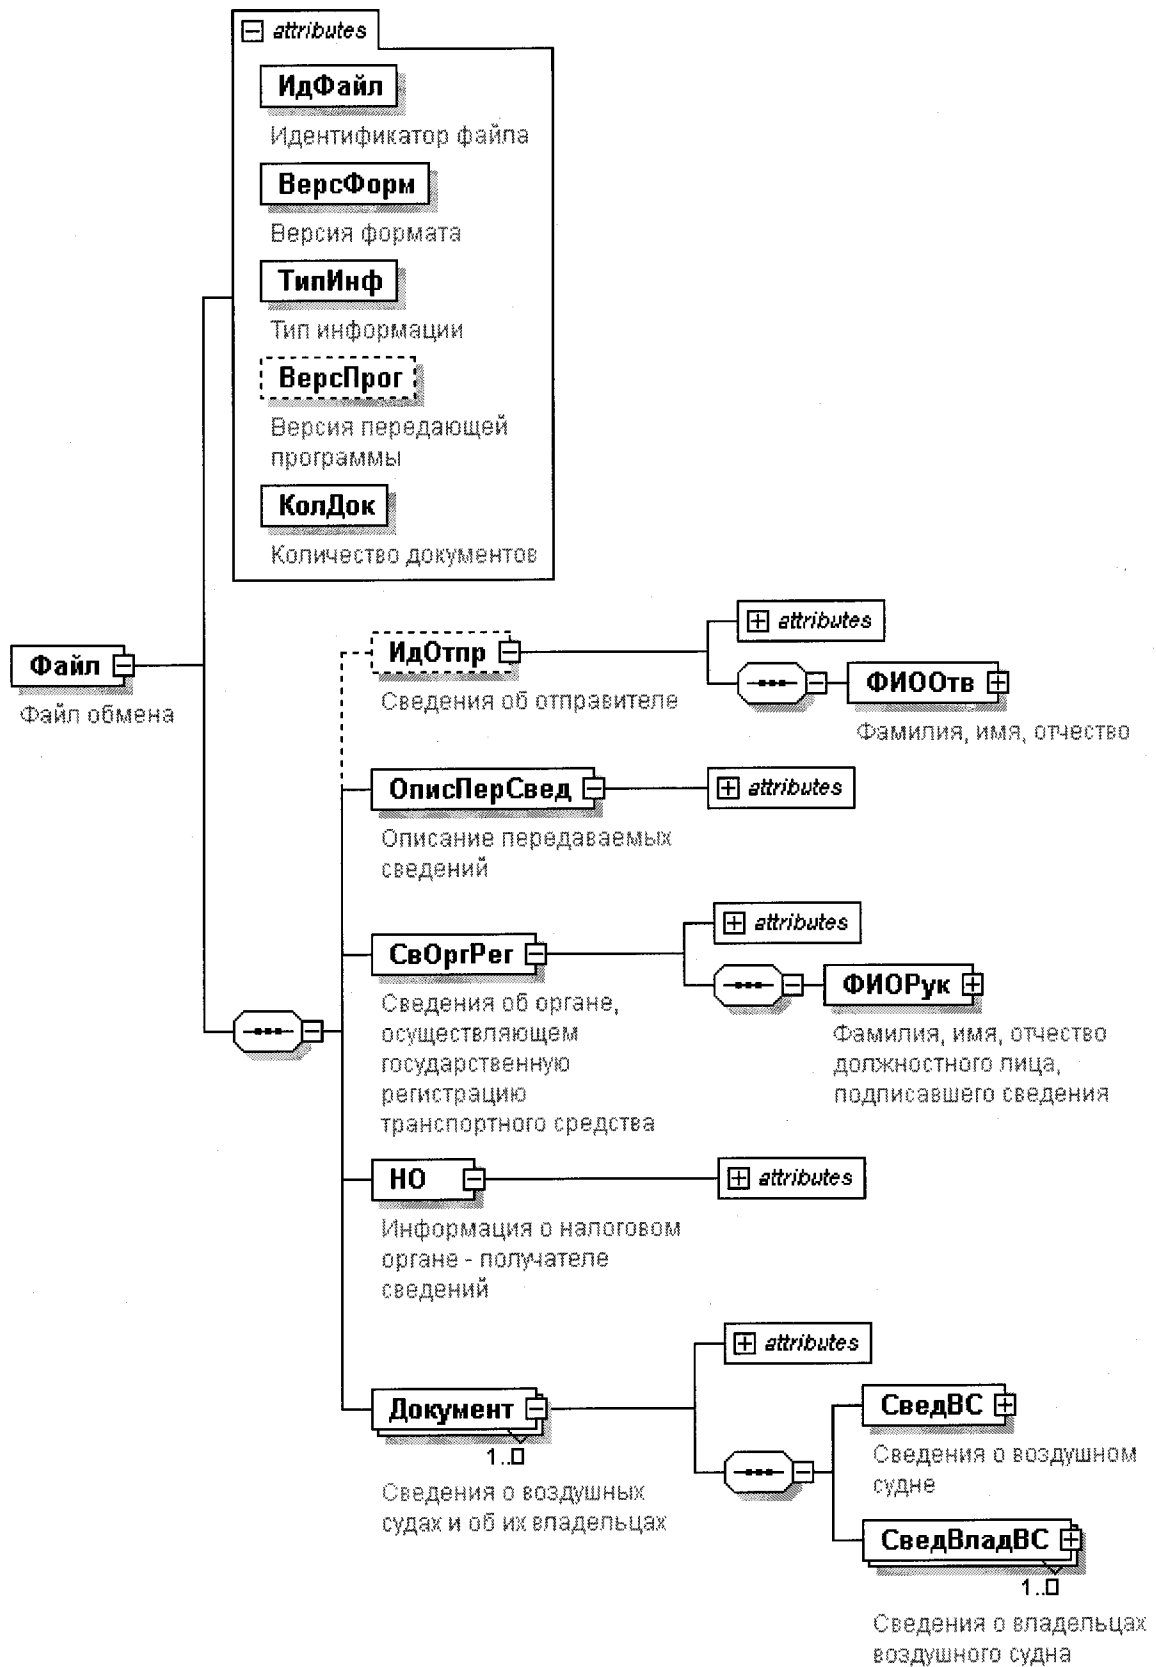 attributes
ИдФайл
Идентификатор файла
ВерсФорм
Версия формата
ТипИнф
Тип информации
ВерсПрог
Версия передающей
программы
КолДок
Количество документов
Файл
Файл обмена
ИдОтпр
Сведения об отправителе
attributes
ФИООтв
Фамилия, имя, отчество
ОписПерСвед
Описание передаваемых
сведений
attributes
СвОргРег
Сведения об органе,
осуществляющем
государственную
регистрацию
транспортного средства
attributes
ФИОРук
Фамилия, имя, отчество
должностного лица,
подписавшего сведения
НО
Информация о налоговом
органе - получателе
сведений
attributes
Документ
1..□
Сведения о воздушных
судах и об их владельцах
attributes
СведВС
Сведения о воздушном
судне
СведВладВС
1..□
Сведения о владельцах
воздушного судна